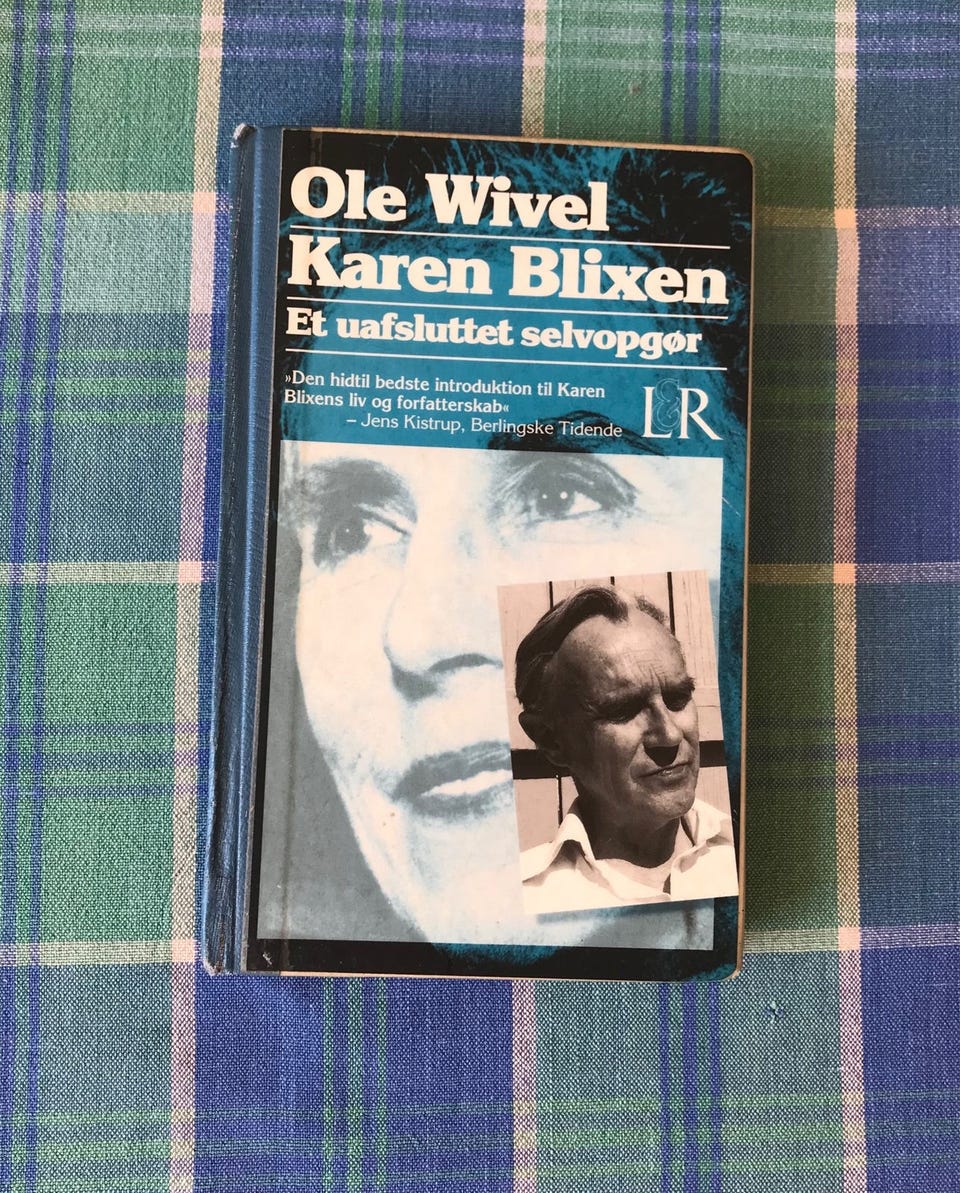 Ole Wivel
Karen Blixen
Et uafsluttet selvopgør
»Den hidtil bedste introduktion til Karen
Blixens liv og forfatterskab«
– Jens Kistrup, Berlingske Tidende
L&R